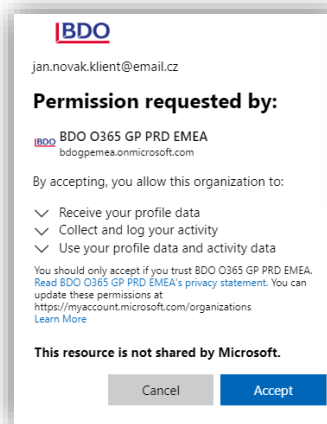 BDO
jan.novak.klient@email.cz
Permission requested by:
BDO BDO O365 GP PRD EMEA
bdogpemea.onmicrosoft.com
By accepting, you allow this organization to:
Receive your profile data
Collect and log your activity
Use your profile data and activity data
You should only accept if you trust BDO O365 GP PRD EMEA.
Read BDO O365 GP PRD EMEA's privacy statement. You can
update these permissions at
https://myaccount.microsoft.com/organizations
Learn More
This resource is not shared by Microsoft.
Cancel Accept